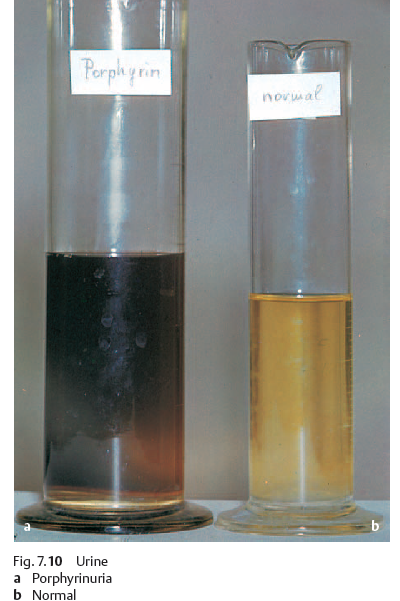 Porphyrin
normal
a
b
Fig. 7.10 Urine
a Porphyrinuria
b Normal